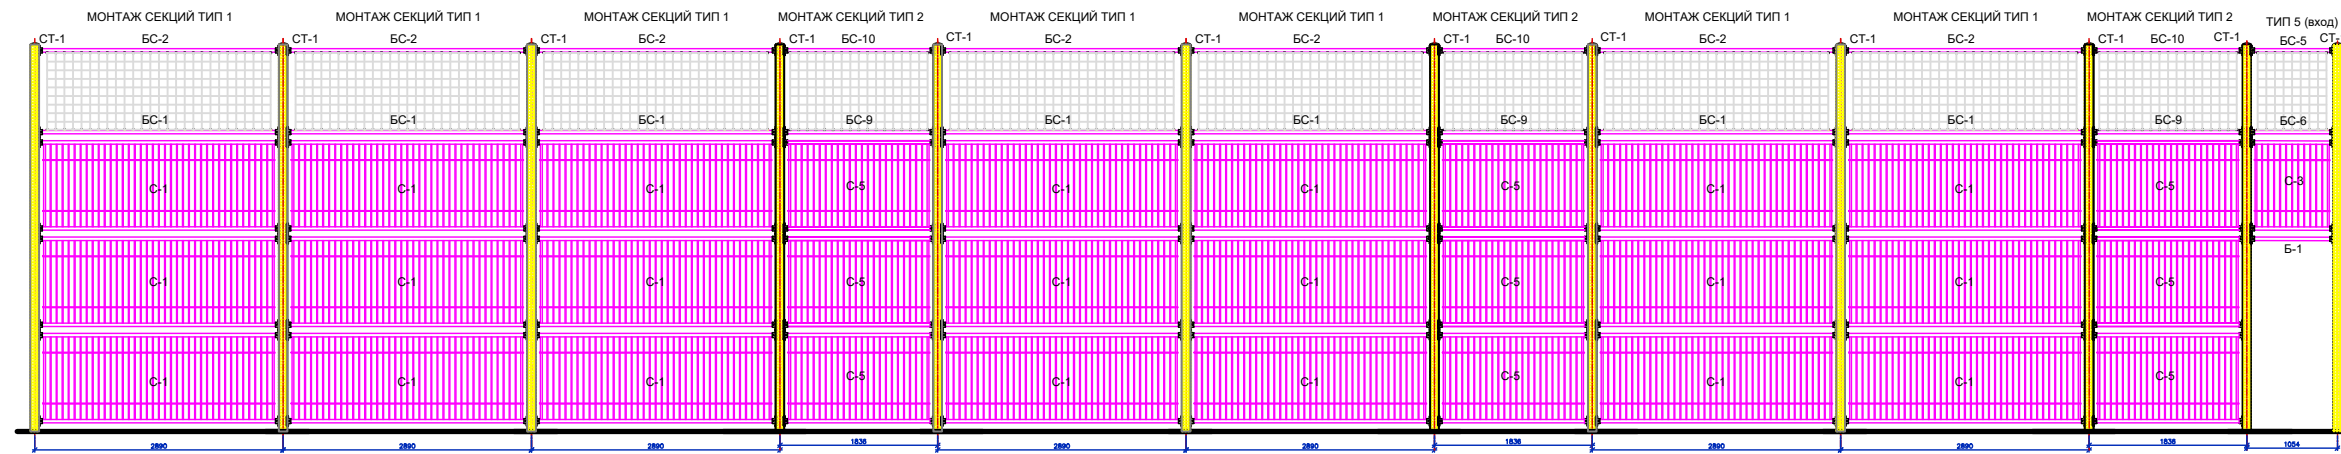 МОНТАЖ СЕКЦИЙ ТИП 1 МОНТАЖ СЕКЦИЙ ТИП 1 МОНТАЖ СЕКЦИЙ ТИП 1 МОНТАЖ СЕКЦИЙ ТИП 2 МОНТАЖ СЕКЦИЙ ТИП 1 МОНТАЖ СЕКЦИЙ ТИП 1 МОНТАЖ СЕКЦИЙ ТИП 2 МОНТАЖ СЕКЦИЙ ТИП 1 МОНТАЖ СЕКЦИЙ ТИП 1 МОНТАЖ СЕКЦИЙ ТИП 2 ТИП 5 (вход)
СТ-1 БС-2 СТ-1 БС-2 СТ-1 БС-2 СТ-1 БС-10 СТ-1 БС-2 СТ-1 БС-2 СТ-1 БС-10 СТ-1 БС-2 СТ-1 БС-2 СТ-1 БС-10 СТ-1 БС-5 СТ-
БС-1 БС-1 БС-1 БС-9 БС-1 БС-1 БС-9 БС-1 БС-1 БС-9 БС-6
С-1 С-1 С-1 С-5 С-1 С-1 С-5 С-1 С-1 С-5 С-3
Б-1
С-1 С-1 С-1 С-5 С-1 С-1 С-5 С-1 С-1 С-5
С-1 С-1 С-1 С-5 С-1 С-1 С-5 С-1 С-1 С-5
2890 2890 2890 1836 2890 2890 1836 2890 2890 1836 1054